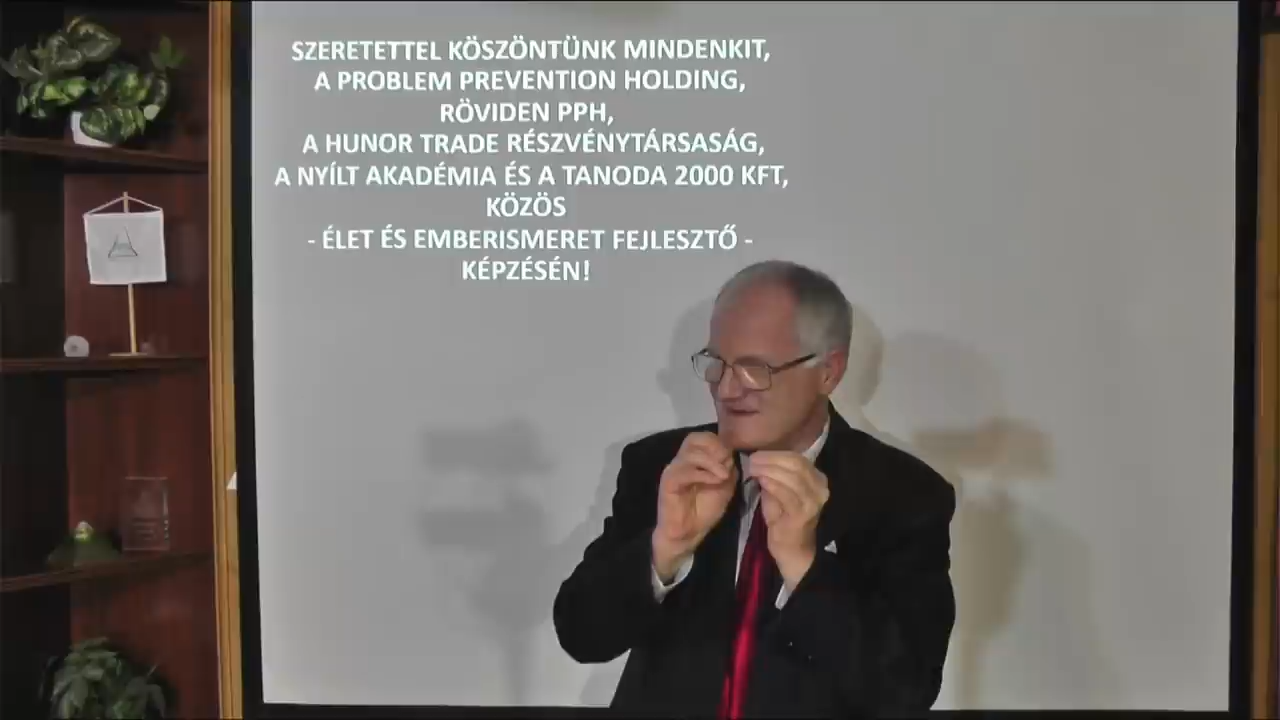 SZERETETTEL KÖSZÖNTÜNK MINDENKIT,
A PROBLEM PREVENTION HOLDING,
RÖVIDEN PPH,
A HUNOR TRADE RÉSZVÉNYTÁRSASÁG,
A NYÍLT AKADÉMIA ÉS A TANODA 2000 KFT,
KÖZÖS
- ÉLET ÉS EMBERISMERET FEJLESZTŐ -
KÉPZÉSÉN!